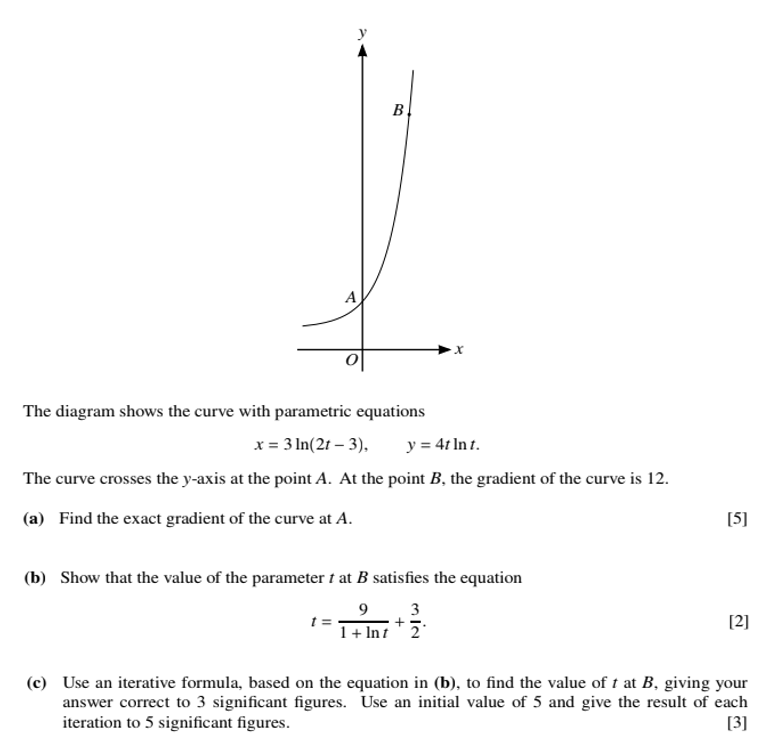 y
B
A
O
x
The diagram shows the curve with parametric equations
x = 3 ln(2t – 3), y = 4t ln t.
The curve crosses the y-axis at the point A. At the point B, the gradient of the curve is 12.
(a) Find the exact gradient of the curve at A. [5]
(b) Show that the value of the parameter t at B satisfies the equation
t = 9/(1 + ln t) + 3/2. [2]
(c) Use an iterative formula, based on the equation in (b), to find the value of t at B, giving your
answer correct to 3 significant figures. Use an initial value of 5 and give the result of each
iteration to 5 significant figures. [3]